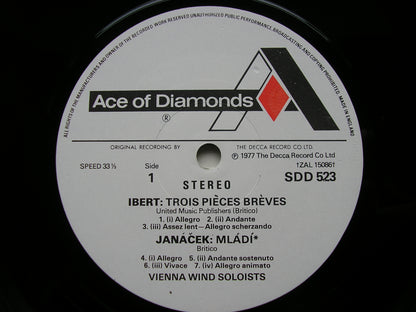 ALL RIGHTS OF THE MANUFACTURER AND OF THE OWNER OF THE RECORDED WORK RESERVED UNAUTHORISED PUBLIC PERFORMANCE, BROADCASTING AND COPYING PROHIBITED. MADE IN ENGLAND
Ace of Diamonds
®
ORIGINAL RECORDING BY THE DECCA RECORD CO. LTD.
℗ 1977 The Decca Record Co Ltd
SPEED 33⅓ Side 1ZAL 15086†
1 STEREO SDD 523
IBERT: TROIS PIÈCES BRÈVES
United Music Publishers (Britico)
1. (i) Allegro 2. (ii) Andante
3. (iii) Assez lent—Allegro scherzando
JANÁČEK: MLÁDÍ*
Britico
4. (i) Allegro 5. (ii) Andante sostenuto
6. (iii) Vivace 7. (iv) Allegro animato
VIENNA WIND SOLOISTS